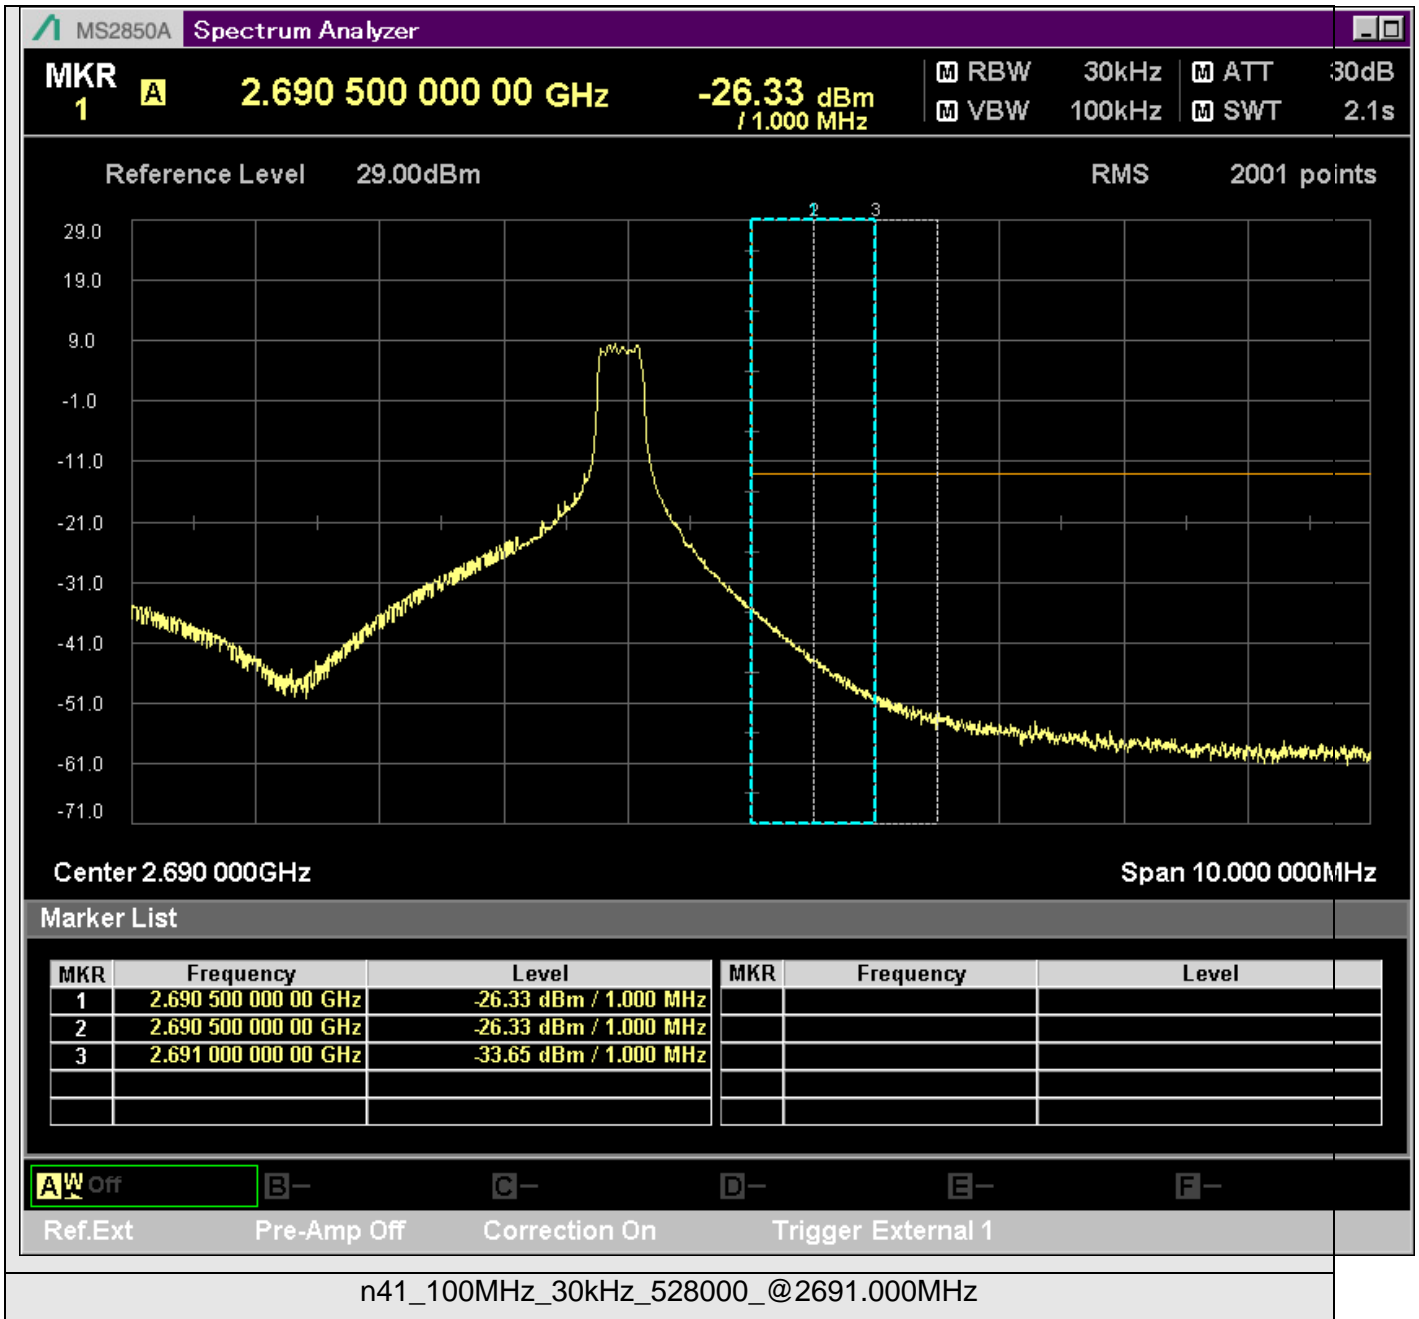 MS2850A Spectrum Analyzer
MKR 1 A 2.690 500 000 00 GHz -26.33 dBm / 1.000 MHz
M RBW 30kHz M ATT 30dB
M VBW 100kHz M SWT 2.1s
Reference Level 29.00dBm RMS 2001 points
1 2 3
29.0
19.0
9.0
-1.0
-11.0
-21.0
-31.0
-41.0
-51.0
-61.0
-71.0
Center 2.690 000GHz Span 10.000 000MHz
Marker List
MKR Frequency Level MKR Frequency Level
1 2.690 500 000 00 GHz -26.33 dBm / 1.000 MHz
2 2.690 500 000 00 GHz -26.33 dBm / 1.000 MHz
3 2.691 000 000 00 GHz -33.65 dBm / 1.000 MHz
A W Off B — C — D — E — F —
Ref.Ext Pre-Amp Off Correction On Trigger External 1
n41_100MHz_30kHz_528000_@2691.000MHz